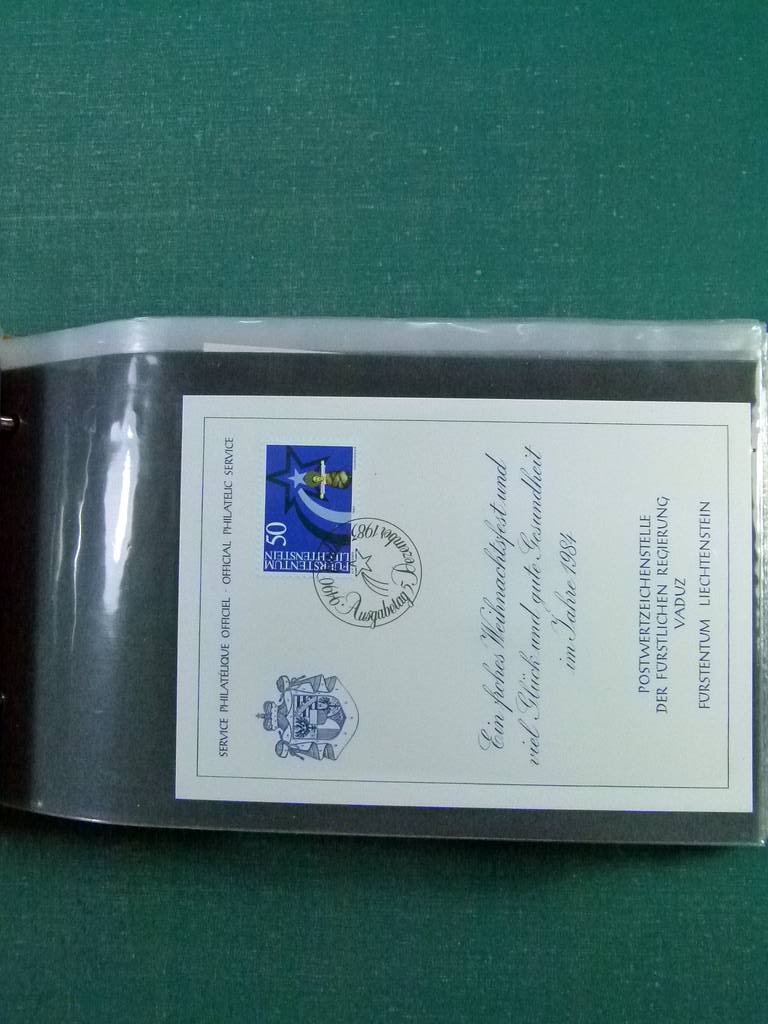 SERVICE PHILATÉLIQUE OFFICIEL · OFFICIAL PHILATELIC SERVICE
50
FÜRSTENTUM
LIECHTENSTEIN
Ausgabetag 5. Dezember 1983
Ein frohes Weihnachtsfest und
viel Glück und gute Gesundheit
im Jahre 1984
POSTWERTZEICHENSTELLE
DER FÜRSTLICHEN REGIERUNG
VADUZ
FÜRSTENTUM LIECHTENSTEIN